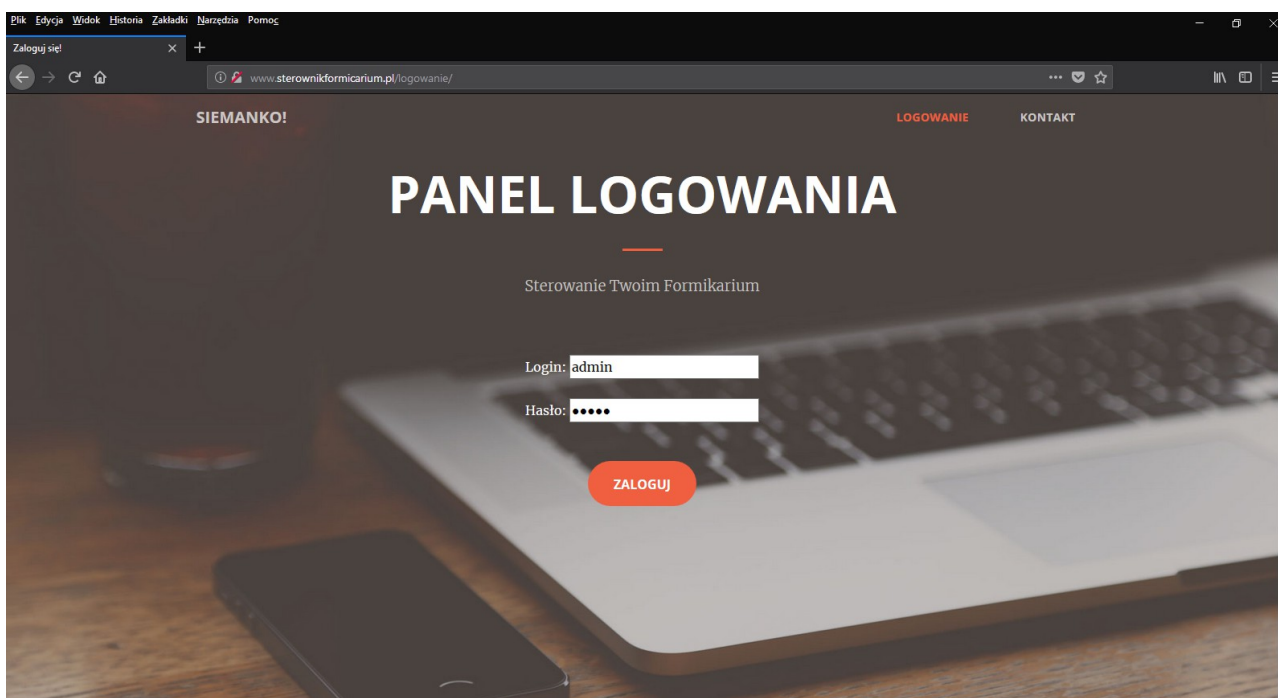 Plik Edycja Widok Historia Zakładki Narzędzia Pomoc
Zaloguj się!
www.sterownikformicarium.pl/logowanie/
SIEMANKO! LOGOWANIE KONTAKT
PANEL LOGOWANIA
Sterowanie Twoim Formikarium
Login: admin
Hasło: •••••
ZALOGUJ